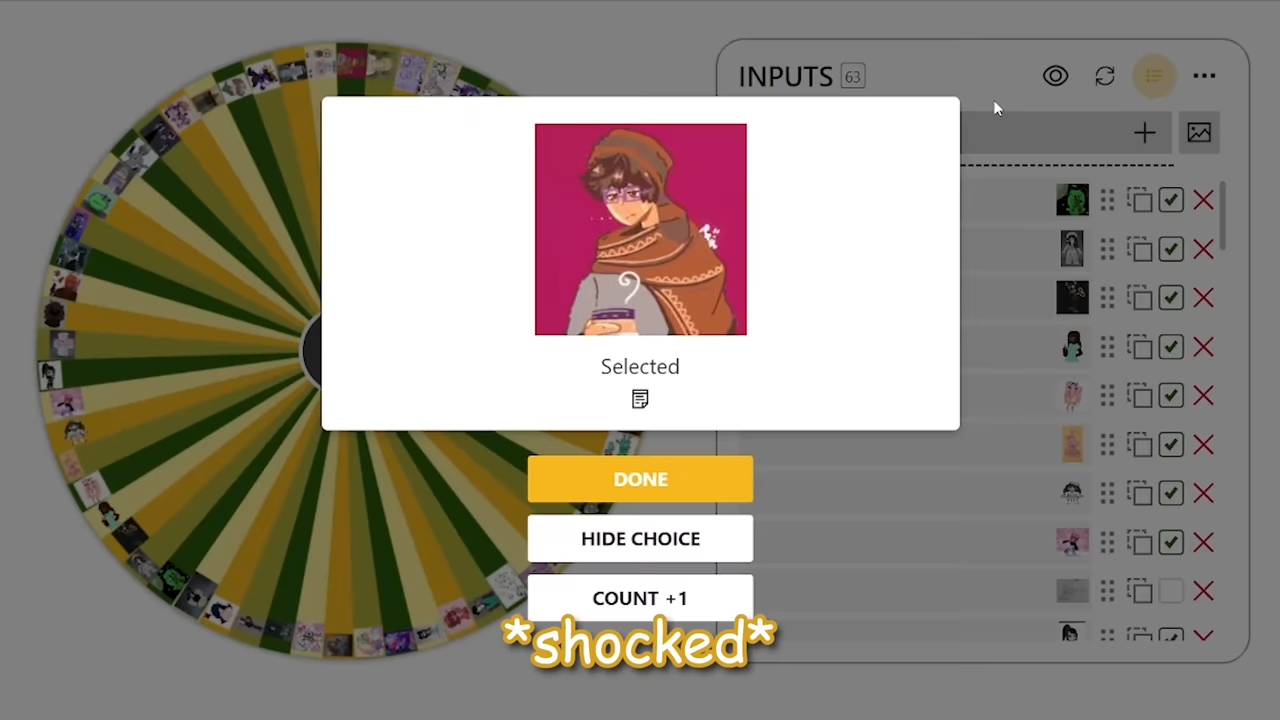 INPUTS 63
Selected
DONE
HIDE CHOICE
COUNT +1
*shocked*